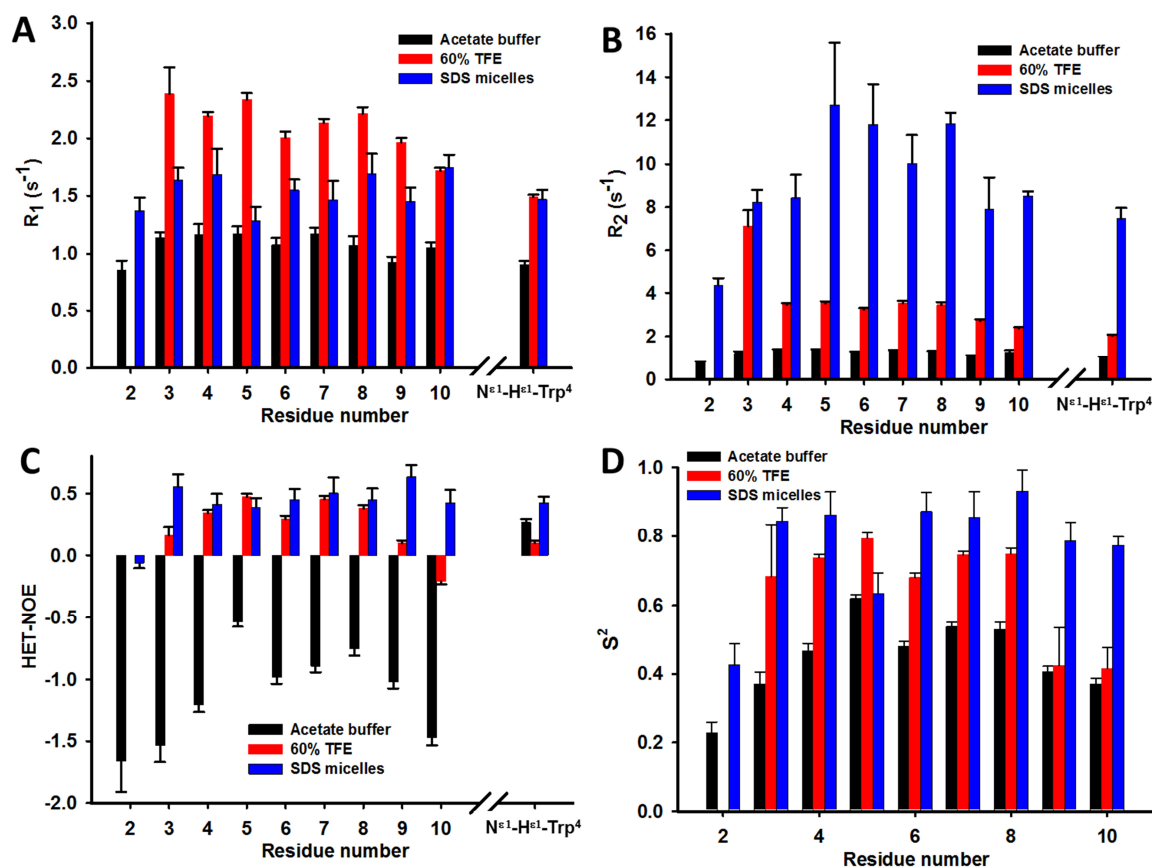 A
3.0
2.5
2.0
1.5
1.0
0.5
0.0
R1 (s-1)
Acetate buffer
60% TFE
SDS micelles
2 3 4 5 6 7 8 9 10 Nε1-Hε1-Trp4
Residue number
B
16
14
12
10
8
6
4
2
0
R2 (s-1)
Acetate buffer
60% TFE
SDS micelles
2 3 4 5 6 7 8 9 10 Nε1-Hε1-Trp4
Residue number
C
0.5
0.0
-0.5
-1.0
-1.5
-2.0
HET-NOE
Acetate buffer
60% TFE
SDS micelles
2 3 4 5 6 7 8 9 10 Nε1-Hε1-Trp4
Residue number
D
1.0
0.8
0.6
0.4
0.2
0.0
S2
Acetate buffer
60% TFE
SDS micelles
2 4 6 8 10
Residue number